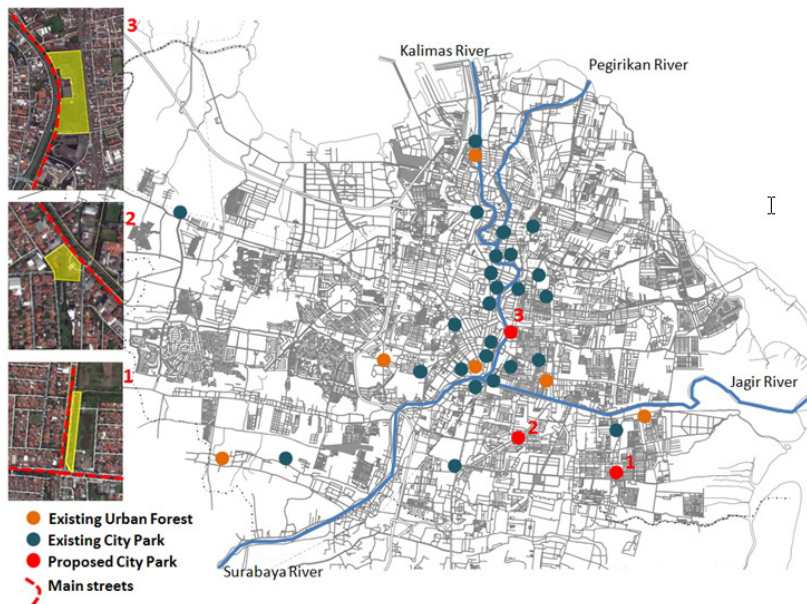 3
Kalimas River
Pegirikan River
2
3
1
Jagir River
2
1
Existing Urban Forest
Existing City Park
Proposed City Park
Main streets
Surabaya River